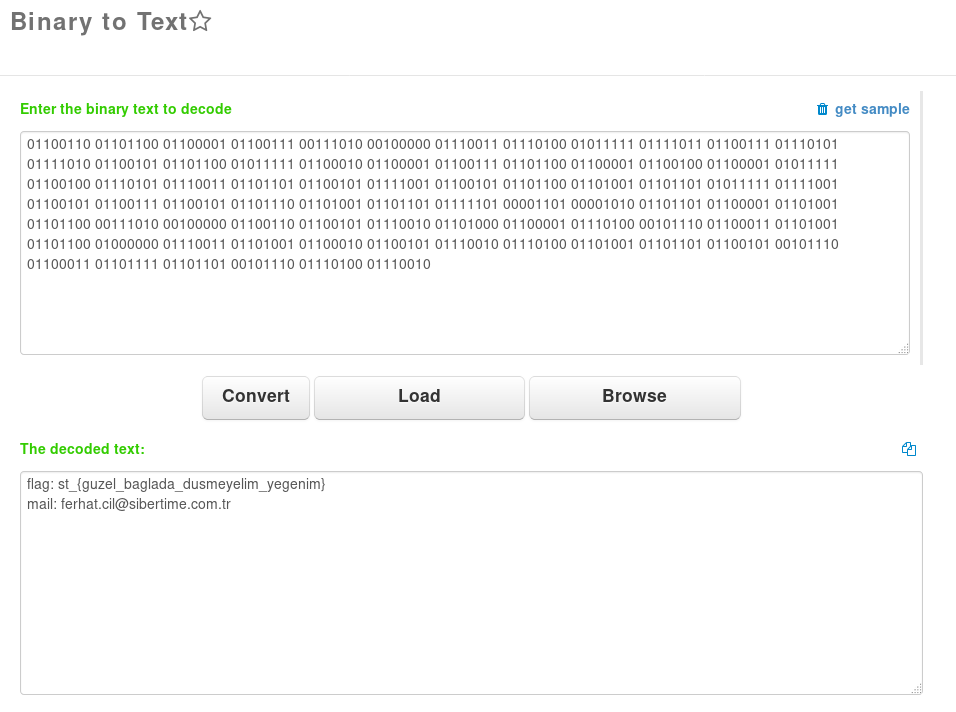 Binary to Text
Enter the binary text to decode
get sample
01100110 01101100 01100001 01100111 00111010 00100000 01110011 01110100 01011111 01111011 01100111 01110101
01111010 01100101 01101100 01011111 01100010 01100001 01100111 01101100 01100001 01100100 01100001 01011111
01100100 01110101 01110011 01101101 01100101 01111001 01100101 01101100 01101001 01101101 01011111 01111001
01100101 01100111 01100101 01101110 01101001 01101101 01111101 00001101 00001010 01101101 01100001 01101001
01101100 00111010 00100000 01100110 01100101 01110010 01101000 01100001 01110100 00101110 01100011 01101001
01101100 01000000 01110011 01101001 01100010 01100101 01110010 01110100 01101001 01101101 01100101 00101110
01100011 01101111 01101101 00101110 01110100 01110010
Convert
Load
Browse
The decoded text:
flag: st_{guzel_baglada_dusmeyelim_yegenim}
mail: ferhat.cil@sibertime.com.tr